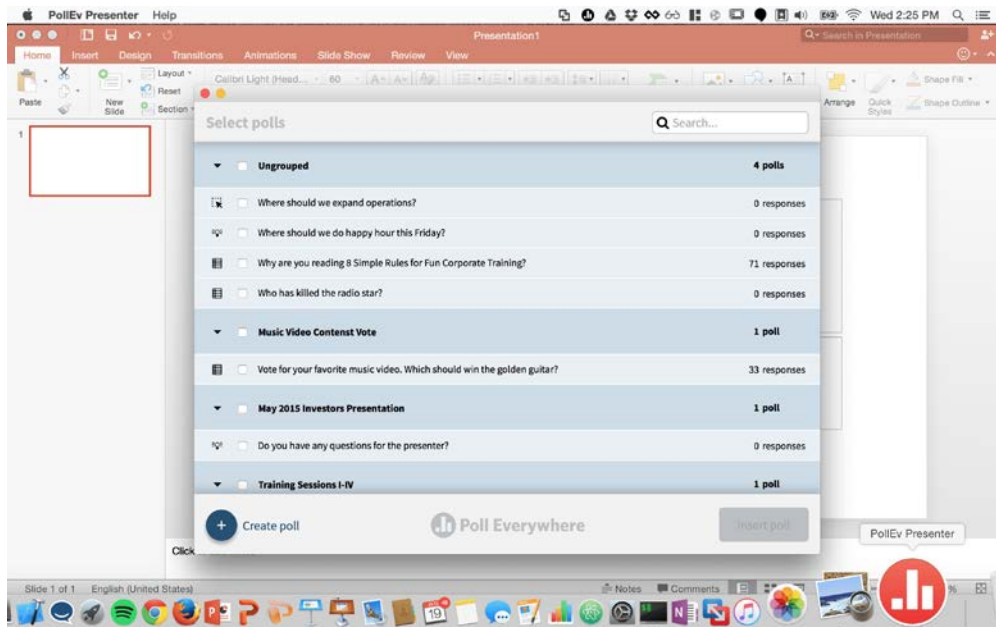 PollEv Presenter Help
Wed 2:25 PM
Presentation1
Search in Presentation
Home Insert Design Transitions Animations Slide Show Review View
Paste
New Slide
Layout
Reset
Section
Calibri Light (Head... 60
Arrange
Quick Styles
Shape Fill
Shape Outline
1
Select polls
Search...
Ungrouped 4 polls
Where should we expand operations? 0 responses
Where should we do happy hour this Friday? 0 responses
Why are you reading 8 Simple Rules for Fun Corporate Training? 71 responses
Who has killed the radio star? 0 responses
Music Video Contenst Vote 1 poll
Vote for your favorite music video. Which should win the golden guitar? 33 responses
May 2015 Investors Presentation 1 poll
Do you have any questions for the presenter? 0 responses
Training Sessions I-IV 1 poll
Create poll
Poll Everywhere
Insert poll
PollEv Presenter
Click
Slide 1 of 1 English (United States)
Notes Comments
%
19